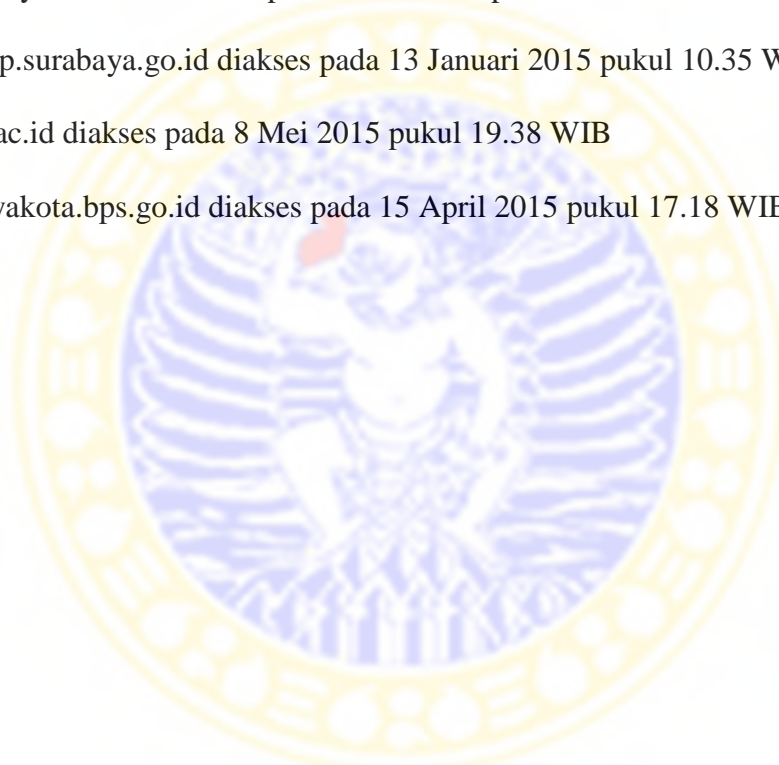 p.surabaya.go.id diakses pada 13 Januari 2015 pukul 10.35 W
ac.id diakses pada 8 Mei 2015 pukul 19.38 WIB
akota.bps.go.id diakses pada 15 April 2015 pukul 17.18 WIB